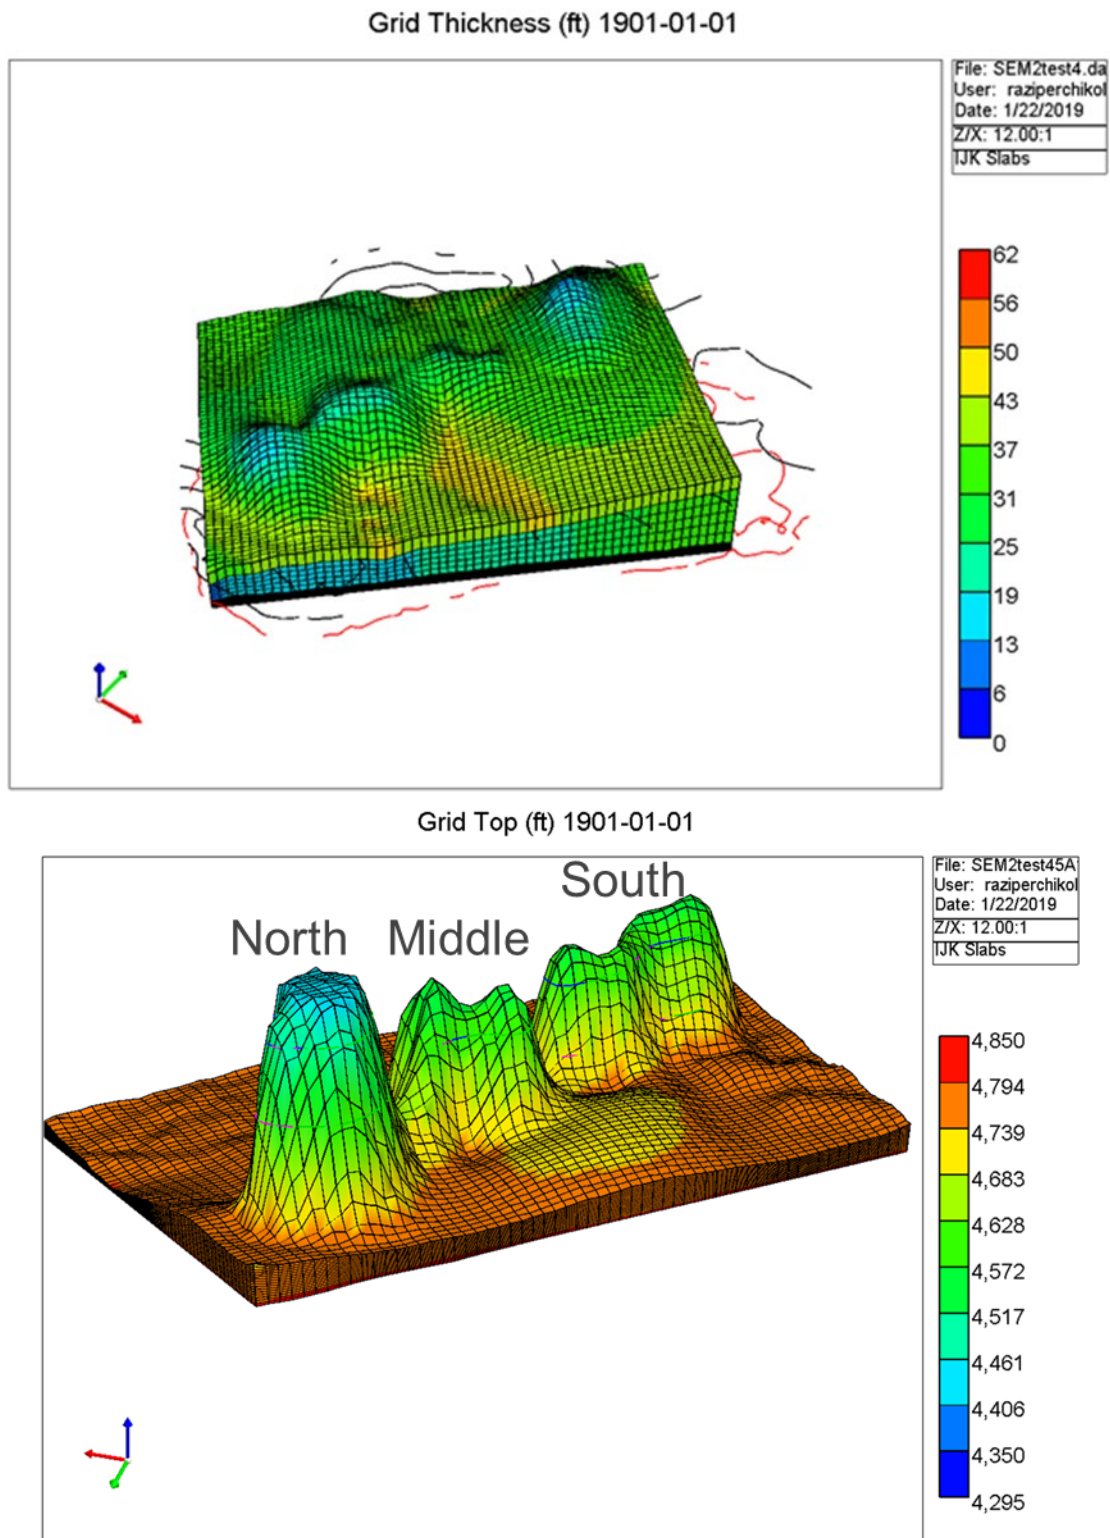 Grid Thickness (ft) 1901-01-01
File: SEM2test4.da
User: raziperchikol
Date: 1/22/2019
Z/X: 12.00:1
IJK Slabs
62
56
50
43
37
31
25
19
13
6
0
Grid Top (ft) 1901-01-01
File: SEM2test45A
User: raziperchikol
Date: 1/22/2019
Z/X: 12.00:1
IJK Slabs
South
North
Middle
4,850
4,794
4,739
4,683
4,628
4,572
4,517
4,461
4,406
4,350
4,295